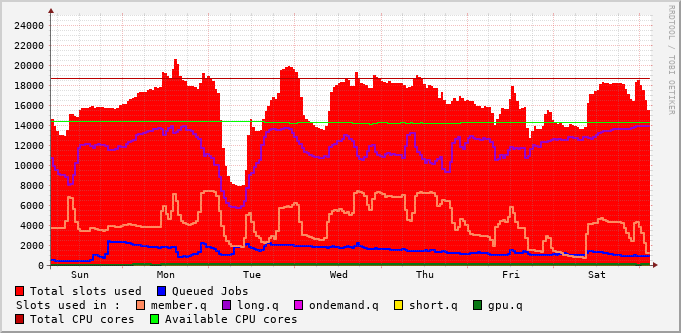 RRDTOOL / TOBI OETIKER
24000
22000
20000
18000
16000
14000
12000
10000
8000
6000
4000
2000
0
Sun Mon Tue Wed Thu Fri Sat
Total slots used Queued Jobs
Slots used in : member.q long.q ondemand.q short.q gpu.q
Total CPU cores Available CPU cores